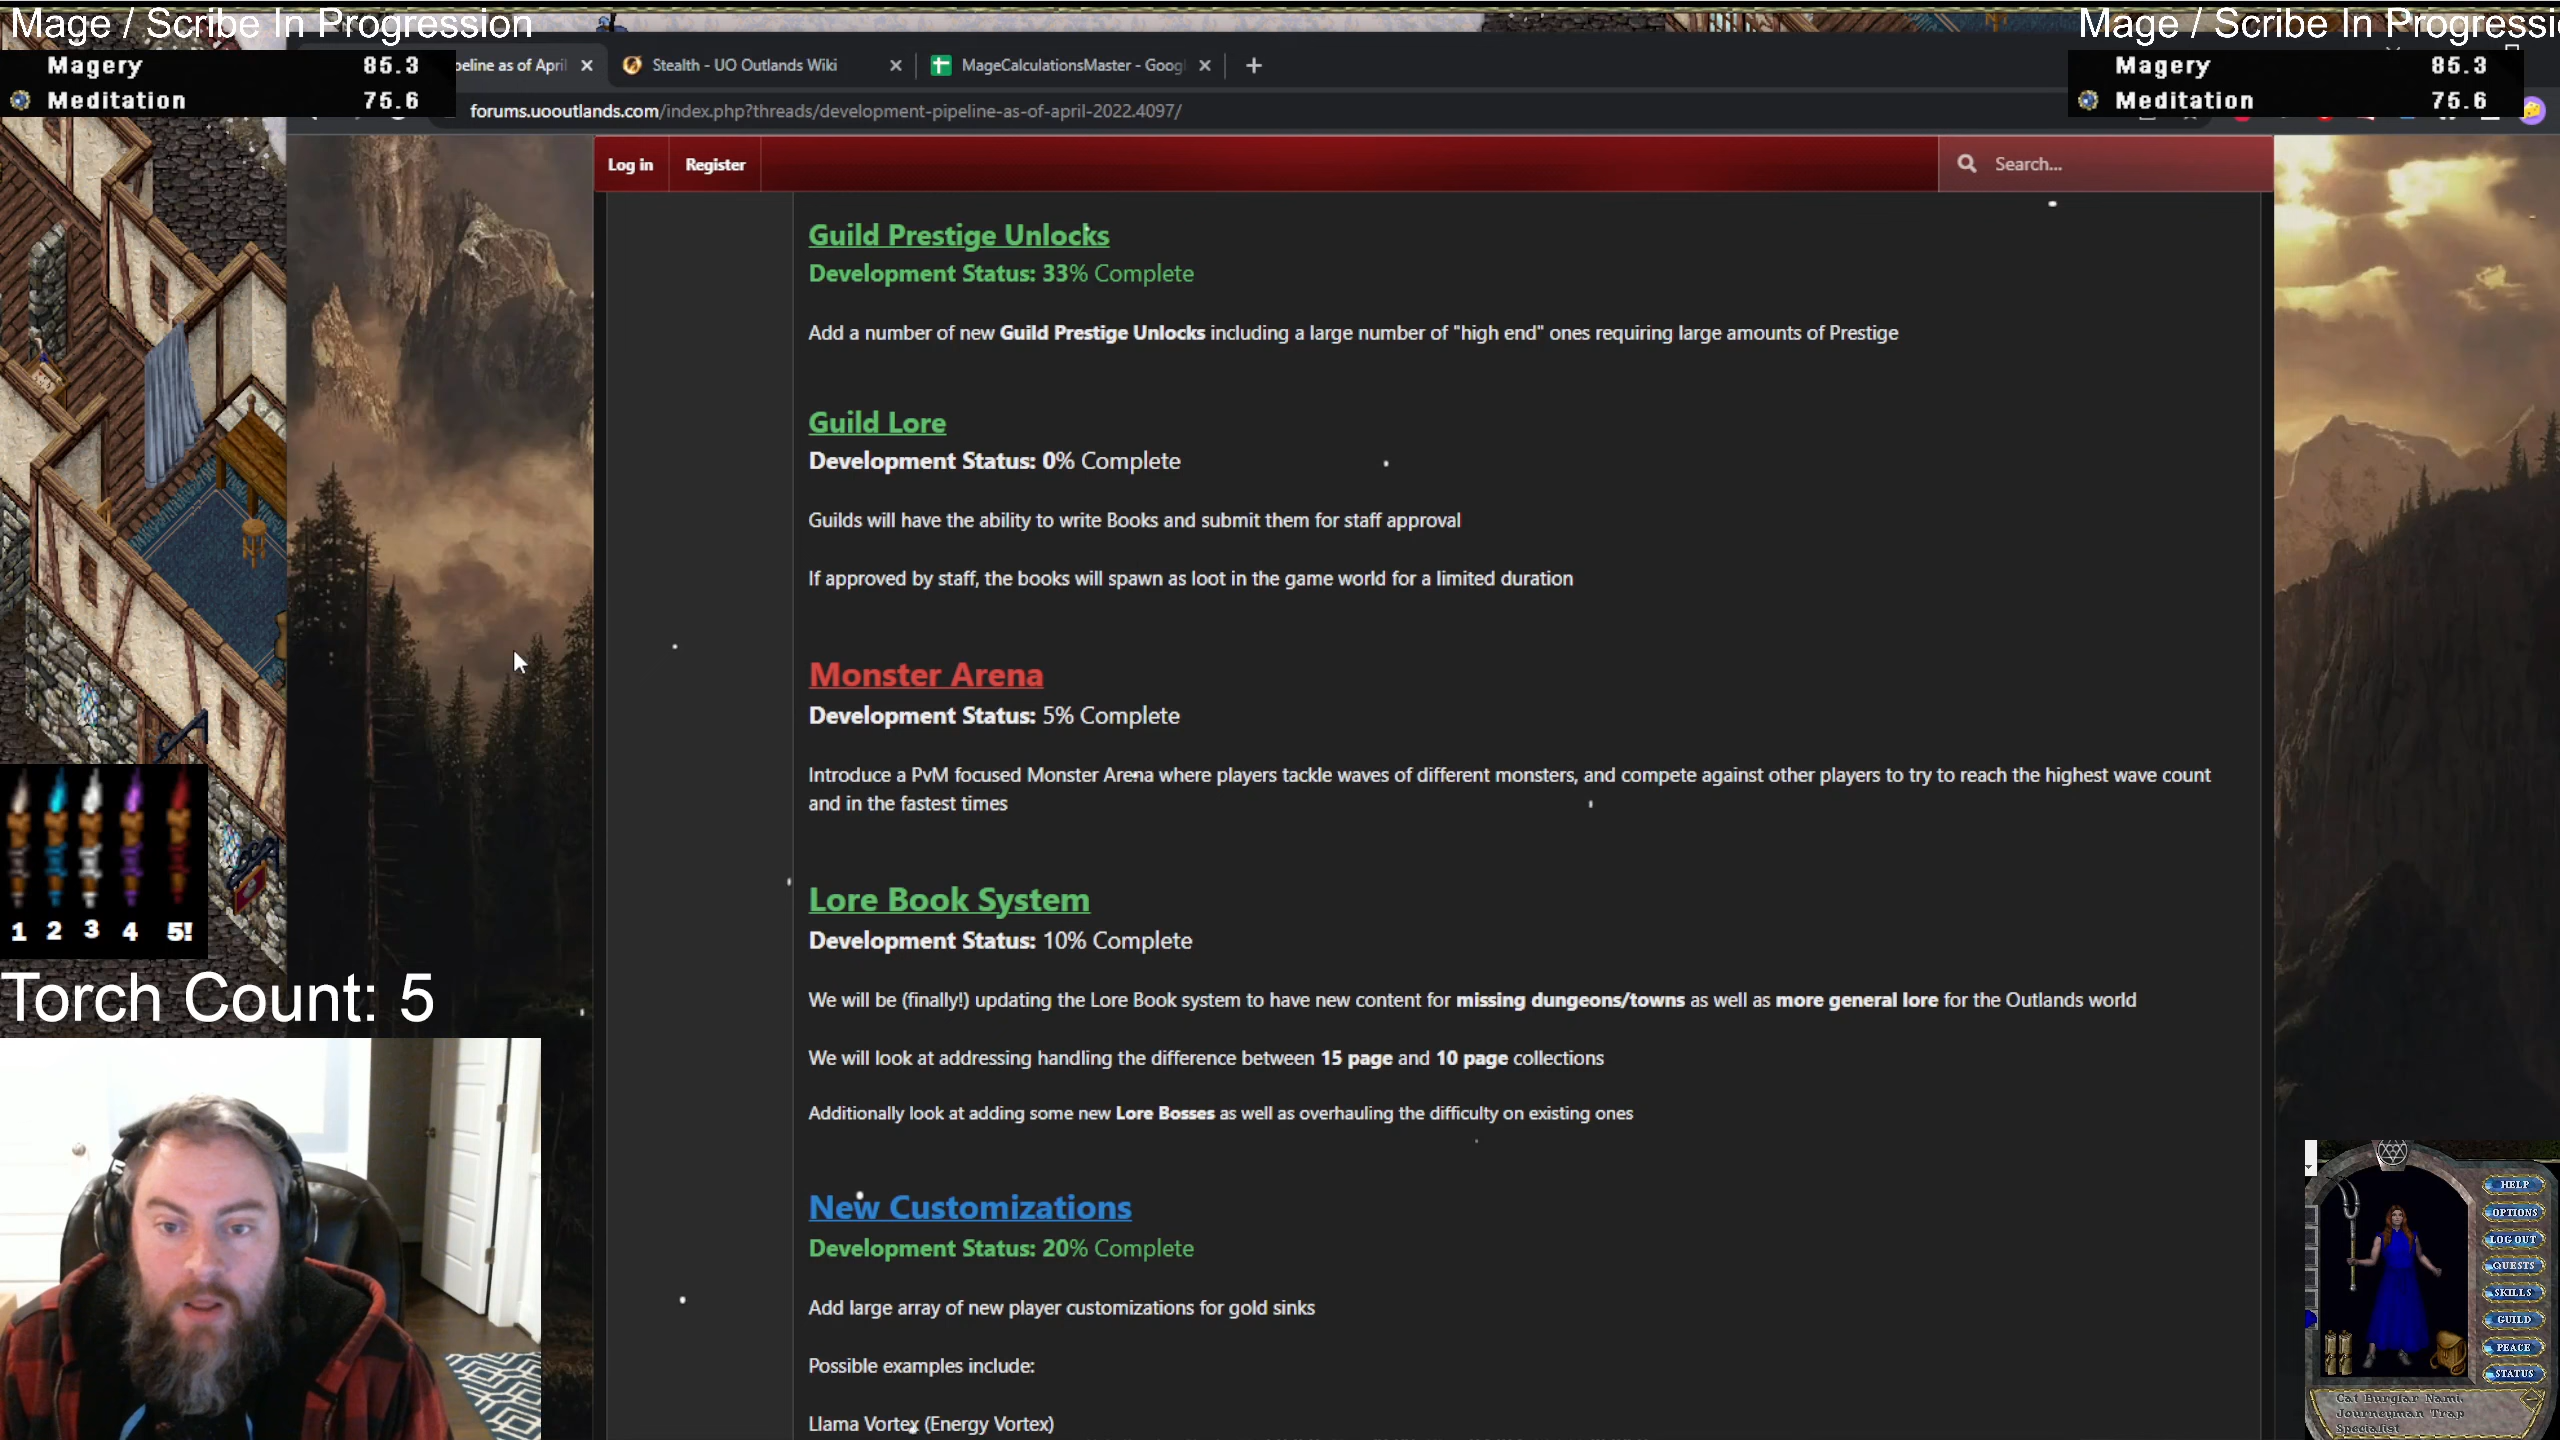 Mage / Scribe In Progression
Mage / Scribe In Progressi
Magery 85.3
Meditation 75.6
Magery 85.3
Meditation 75.6
peline as of April
Stealth - UO Outlands Wiki
MageCalculationsMaster - Goog
forums.uooutlands.com/index.php?threads/development-pipeline-as-of-april-2022.4097/
Log in
Register
Search...
Guild Prestige Unlocks
Development Status: 33% Complete
Add a number of new Guild Prestige Unlocks including a large number of "high end" ones requiring large amounts of Prestige
Guild Lore
Development Status: 0% Complete
Guilds will have the ability to write Books and submit them for staff approval
If approved by staff, the books will spawn as loot in the game world for a limited duration
Monster Arena
Development Status: 5% Complete
Introduce a PvM focused Monster Arena where players tackle waves of different monsters, and compete against other players to try to reach the highest wave count
and in the fastest times
Lore Book System
Development Status: 10% Complete
We will be (finally!) updating the Lore Book system to have new content for missing dungeons/towns as well as more general lore for the Outlands world
We will look at addressing handling the difference between 15 page and 10 page collections
Additionally look at adding some new Lore Bosses as well as overhauling the difficulty on existing ones
New Customizations
Development Status: 20% Complete
Add large array of new player customizations for gold sinks
Possible examples include:
Llama Vortex (Energy Vortex)
1 2 3 4 5!
Torch Count: 5
HELP
OPTIONS
LOG OUT
QUESTS
SKILLS
GUILD
PEACE
STATUS
Cat Burglar Nami,
Journeyman Trap
Specialist